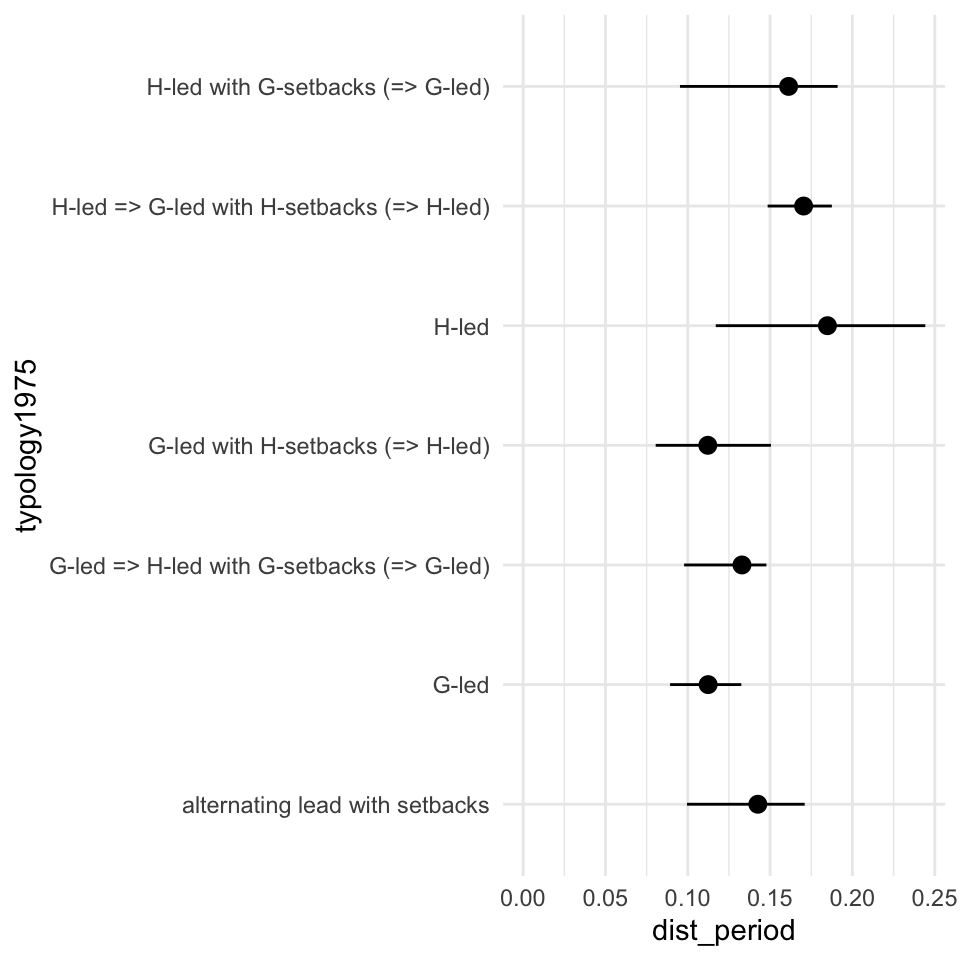 H-led with G-setbacks (=> G-led)
H-led => G-led with H-setbacks (=> H-led)
H-led
G-led with H-setbacks (=> H-led)
G-led => H-led with G-setbacks (=> G-led)
G-led
alternating lead with setbacks
typology1975
0.00 0.05 0.10 0.15 0.20 0.25
dist_period